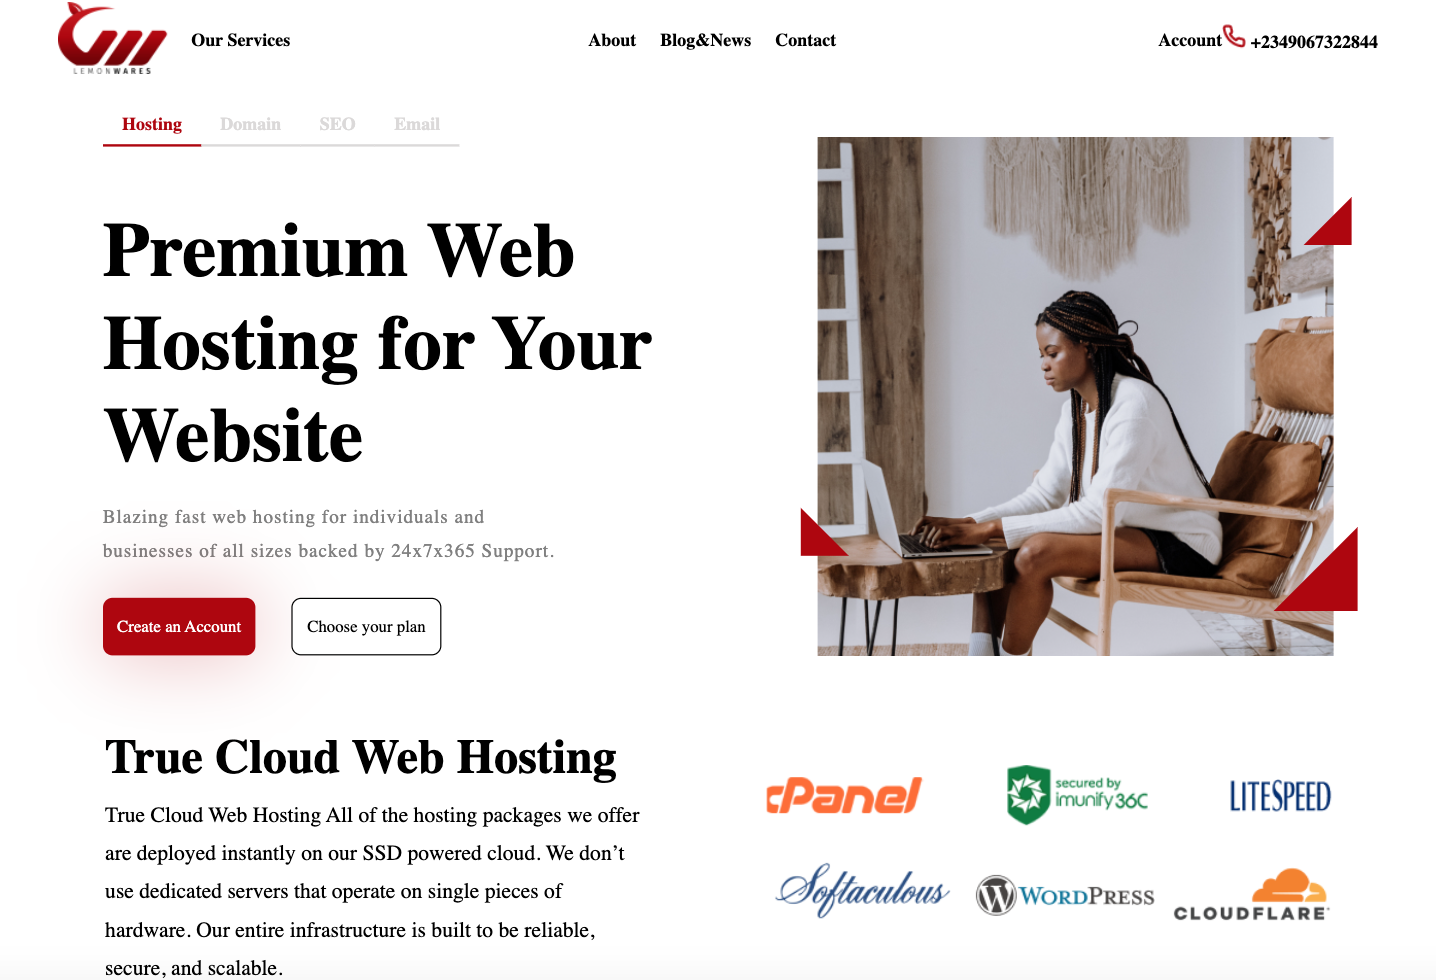 LEMONWARES
Our Services
About
Blog&News
Contact
Account
+2349067322844
Hosting
Domain
SEO
Email
Premium Web
Hosting for Your
Website
Blazing fast web hosting for individuals and
businesses of all sizes backed by 24x7x365 Support.
Create an Account
Choose your plan
True Cloud Web Hosting
True Cloud Web Hosting All of the hosting packages we offer
are deployed instantly on our SSD powered cloud. We don’t
use dedicated servers that operate on single pieces of
hardware. Our entire infrastructure is built to be reliable,
secure, and scalable.
cPanel
secured by
imunify36C
LITESPEED
Softaculous
WORDPRESS
CLOUDFLARE